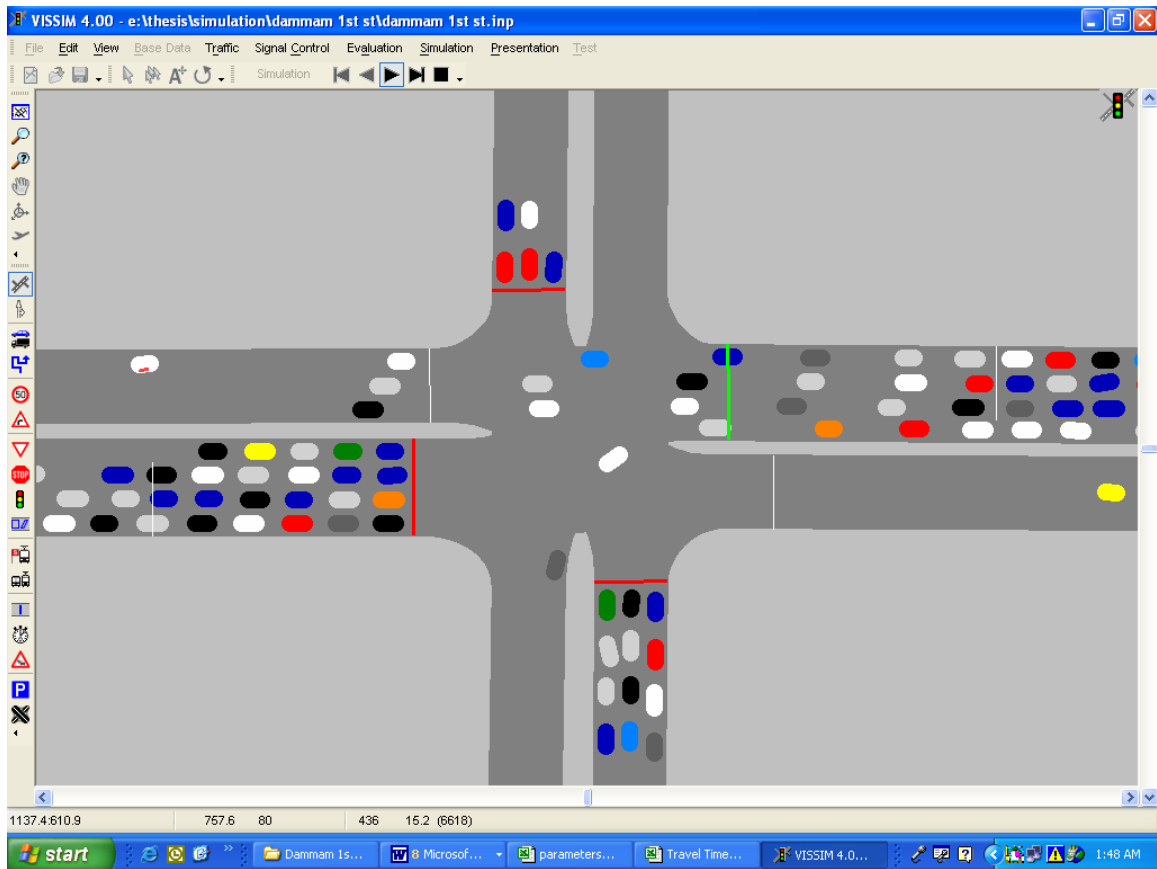 VISSIM 4.00 - e:\thesis\simulation\dammam 1st st\dammam 1st st.inp
File Edit View Base Data Traffic Signal Control Evaluation Simulation Presentation Test
Simulation
50
STOP
P
1137.4:610.9 757.6 80 436 15.2 (6618)
start Dammam 1s... 8 Microsof... parameters... Travel Time... VISSIM 4.0... 1:48 AM